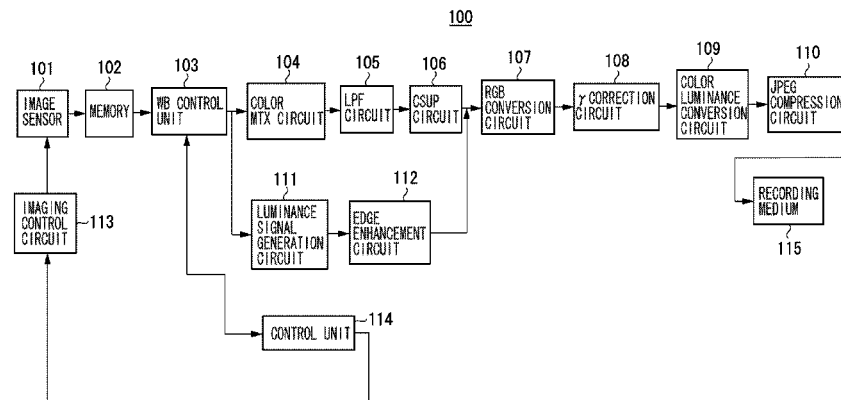 100
101
IMAGE
SENSOR
102
MEMORY
103
WB CONTROL
UNIT
104
COLOR
MTX CIRCUIT
105
LPF
CIRCUIT
106
CSUP
CIRCUIT
107
RGB
CONVERSION
CIRCUIT
108
γ CORRECTION
CIRCUIT
109
COLOR
LUMINANCE
CONVERSION
CIRCUIT
110
JPEG
COMPRESSION
CIRCUIT
111
LUMINANCE
SIGNAL
GENERATION
CIRCUIT
112
EDGE
ENHANCEMENT
CIRCUIT
IMAGING
CONTROL
CIRCUIT
113
RECORDING
MEDIUM
115
CONTROL UNIT
114